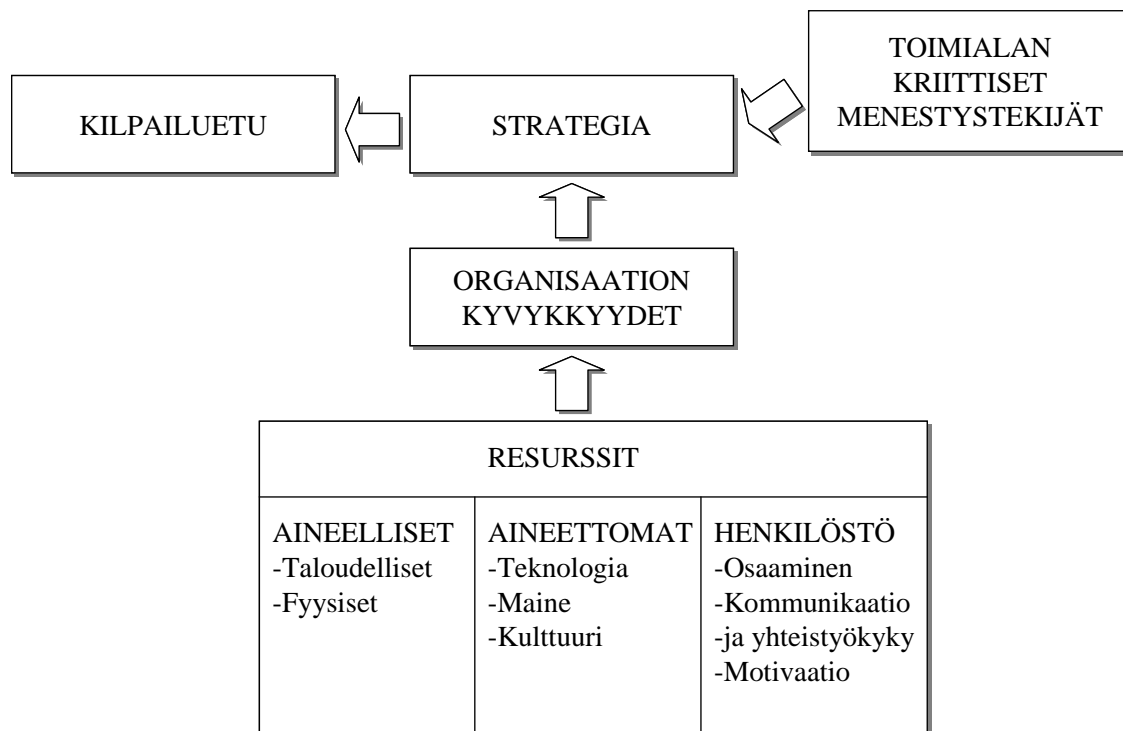 TOIMIALAN
KRIITTISET
MENESTYSTEKIJÄT
KILPAILUETU
STRATEGIA
ORGANISAATION
KYVYKKYYDET
RESURSSIT
AINEELLISET
-Taloudelliset
-Fyysiset
AINEETTOMAT
-Teknologia
-Maine
-Kulttuuri
HENKILÖSTÖ
-Osaaminen
-Kommunikaatio
-ja yhteistyökyky
-Motivaatio